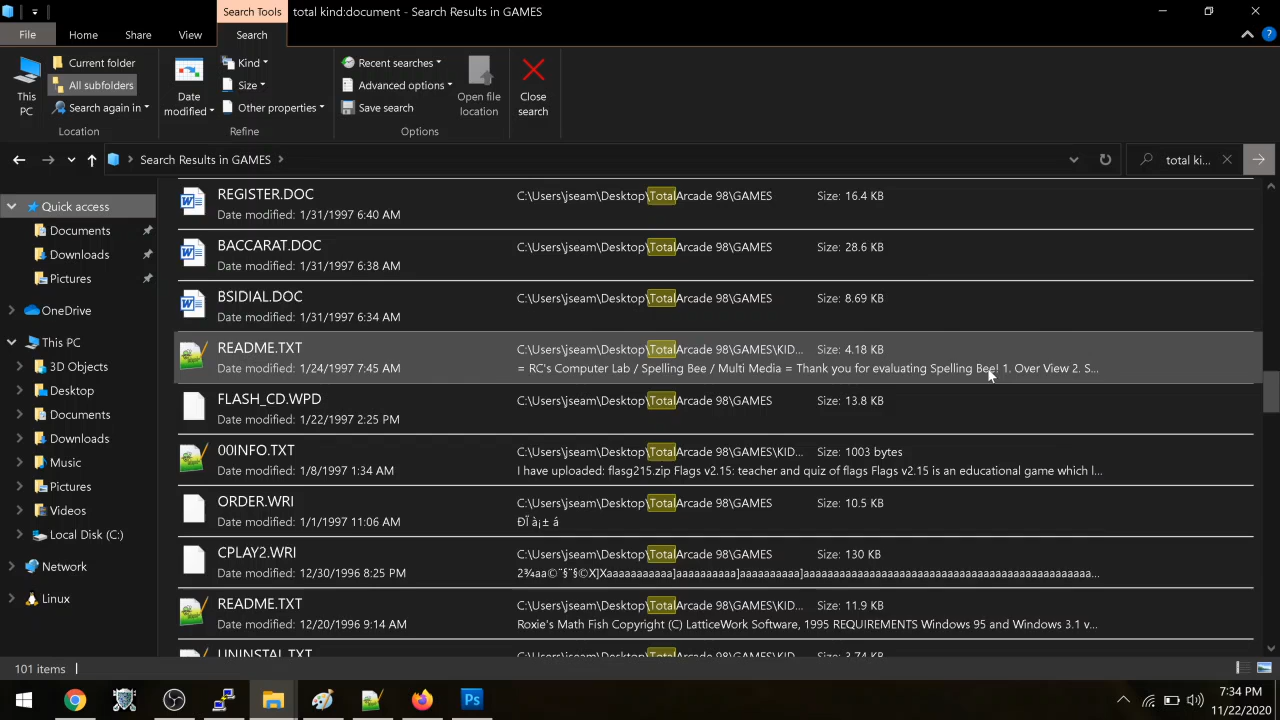 Search Tools
total kind:document - Search Results in GAMES
File
Home
Share
View
Search
This PC
Current folder
All subfolders
Search again in
Location
Date modified
Kind
Size
Other properties
Refine
Recent searches
Advanced options
Save search
Options
Open file location
Close search
Search Results in GAMES
total ki...
Quick access
Documents
Downloads
Pictures
OneDrive
This PC
3D Objects
Desktop
Documents
Downloads
Music
Pictures
Videos
Local Disk (C:)
Network
Linux
REGISTER.DOC C:\Users\jseam\Desktop\TotalArcade 98\GAMES Size: 16.4 KB
Date modified: 1/31/1997 6:40 AM
BACCARAT.DOC C:\Users\jseam\Desktop\TotalArcade 98\GAMES Size: 28.6 KB
Date modified: 1/31/1997 6:38 AM
BSIDIAL.DOC C:\Users\jseam\Desktop\TotalArcade 98\GAMES Size: 8.69 KB
Date modified: 1/31/1997 6:34 AM
README.TXT C:\Users\jseam\Desktop\TotalArcade 98\GAMES\KID... Size: 4.18 KB
Date modified: 1/24/1997 7:45 AM = RC's Computer Lab / Spelling Bee / Multi Media = Thank you for evaluating Spelling Bee! 1. Over View 2. S...
FLASH_CD.WPD C:\Users\jseam\Desktop\TotalArcade 98\GAMES Size: 13.8 KB
Date modified: 1/22/1997 2:25 PM
00INFO.TXT C:\Users\jseam\Desktop\TotalArcade 98\GAMES\KID... Size: 1003 bytes
Date modified: 1/8/1997 1:34 AM I have uploaded: flasg215.zip Flags v2.15: teacher and quiz of flags Flags v2.15 is an educational game which l...
ORDER.WRI C:\Users\jseam\Desktop\TotalArcade 98\GAMES Size: 10.5 KB
Date modified: 1/1/1997 11:06 AM ÐÏ à¡± á
CPLAY2.WRI C:\Users\jseam\Desktop\TotalArcade 98\GAMES Size: 130 KB
Date modified: 12/30/1996 8:25 PM
README.TXT C:\Users\jseam\Desktop\TotalArcade 98\GAMES\KID... Size: 11.9 KB
Date modified: 12/20/1996 9:14 AM Roxie's Math Fish Copyright (C) LatticeWork Software, 1995 REQUIREMENTS Windows 95 and Windows 3.1 v...
UNINSTAL.TXT C:\Users\jseam\Desktop\TotalArcade 98\GAMES\KID... Size: 3.74 KB
101 items
Ps
7:34 PM
11/22/2020